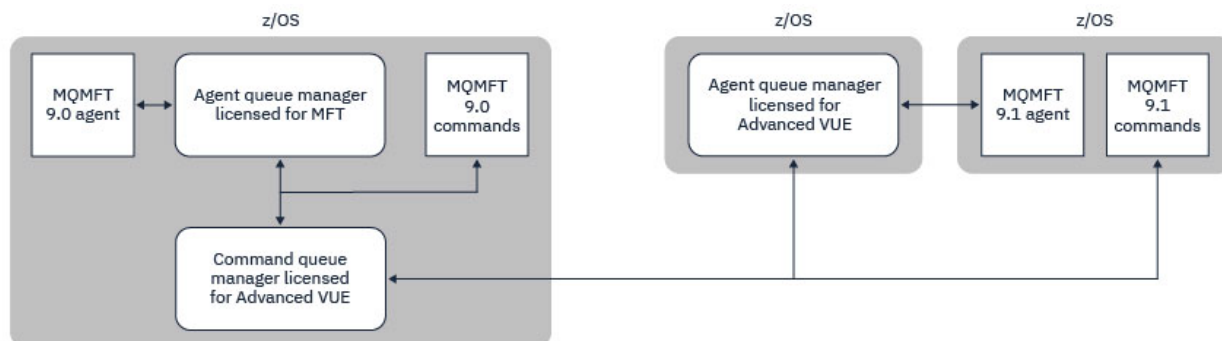 z/OS
MQMFT
9.0 agent
Agent queue manager
licensed for MFT
MQMFT
9.0
commands
Command queue
manager licensed
for Advanced VUE
z/OS
Agent queue manager
licensed for
Advanced VUE
z/OS
MQMFT
9.1 agent
MQMFT
9.1
commands